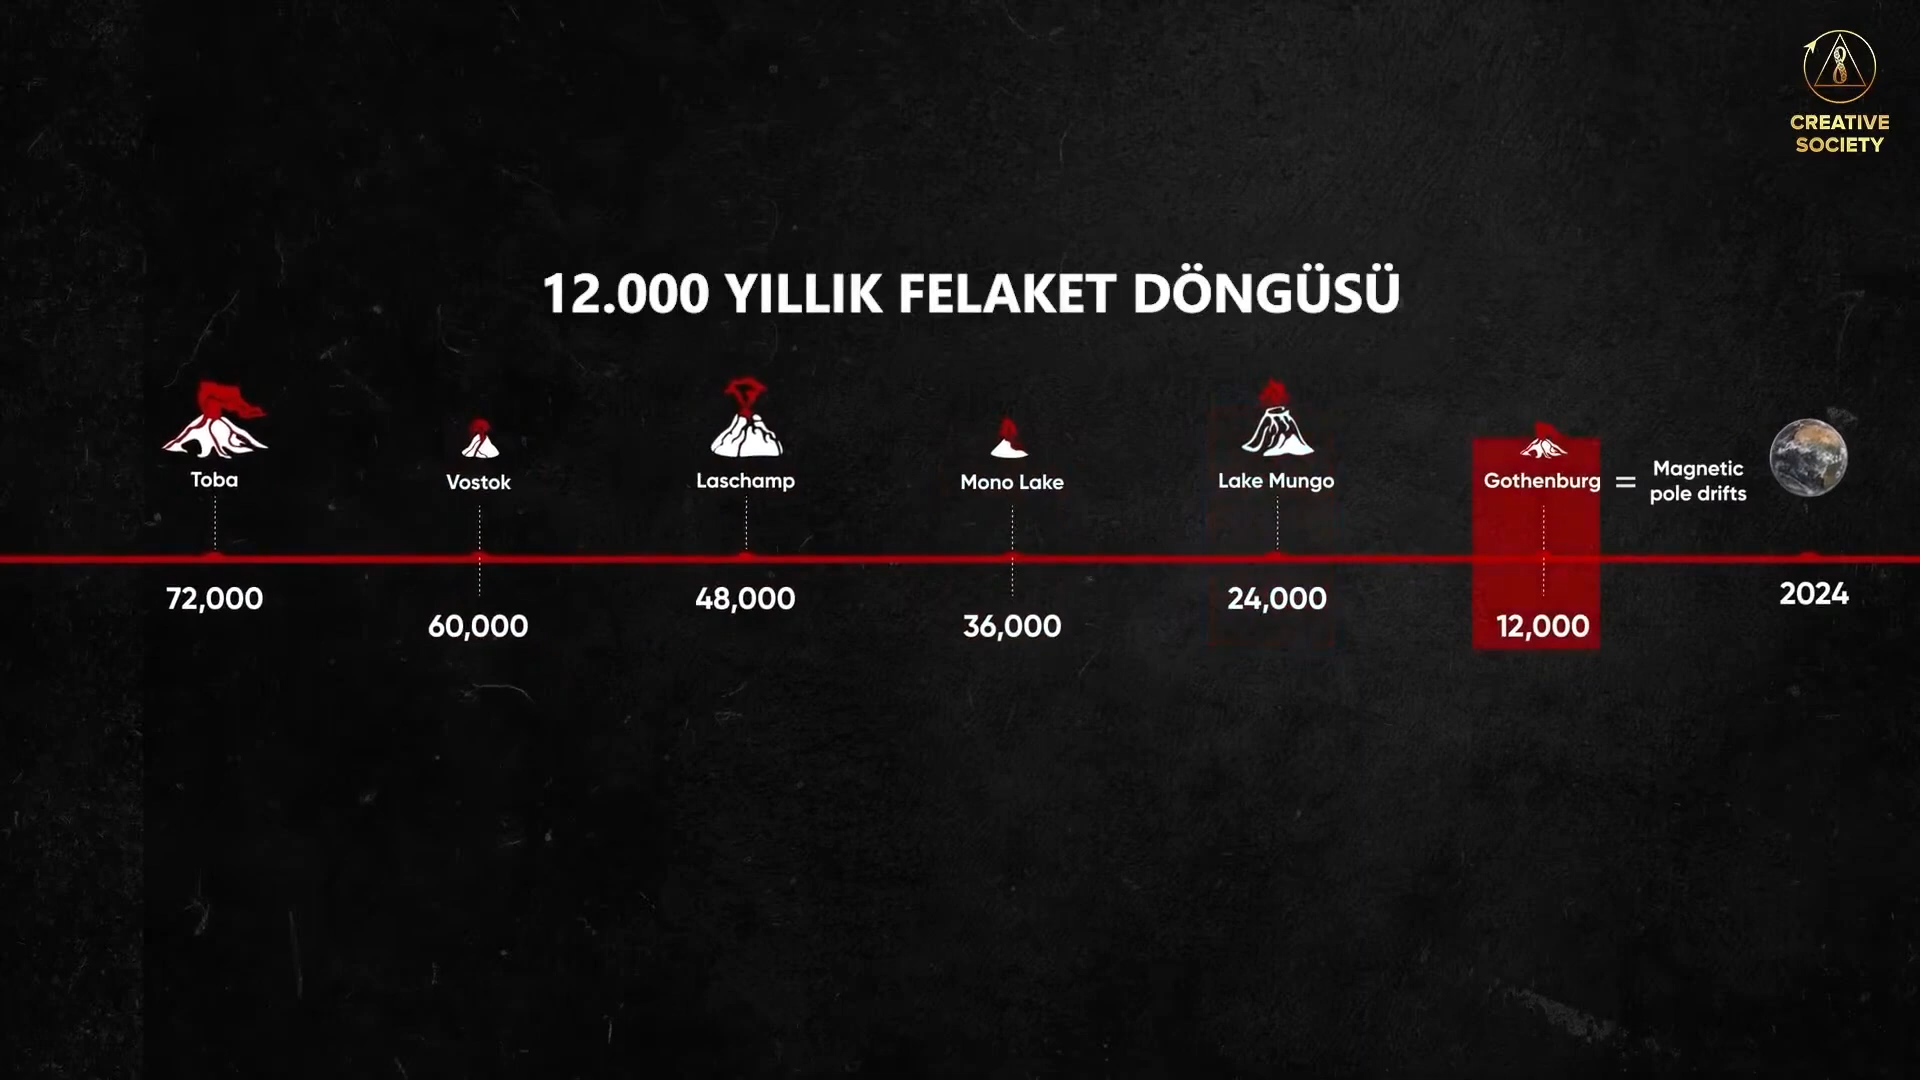 CREATIVE
SOCIETY
12.000 YILLIK FELAKET DÖNGÜSÜ
Toba
Vostok
Laschamp
Mono Lake
Lake Mungo
Gothenburg
=
Magnetic
pole drifts
72,000
60,000
48,000
36,000
24,000
12,000
2024